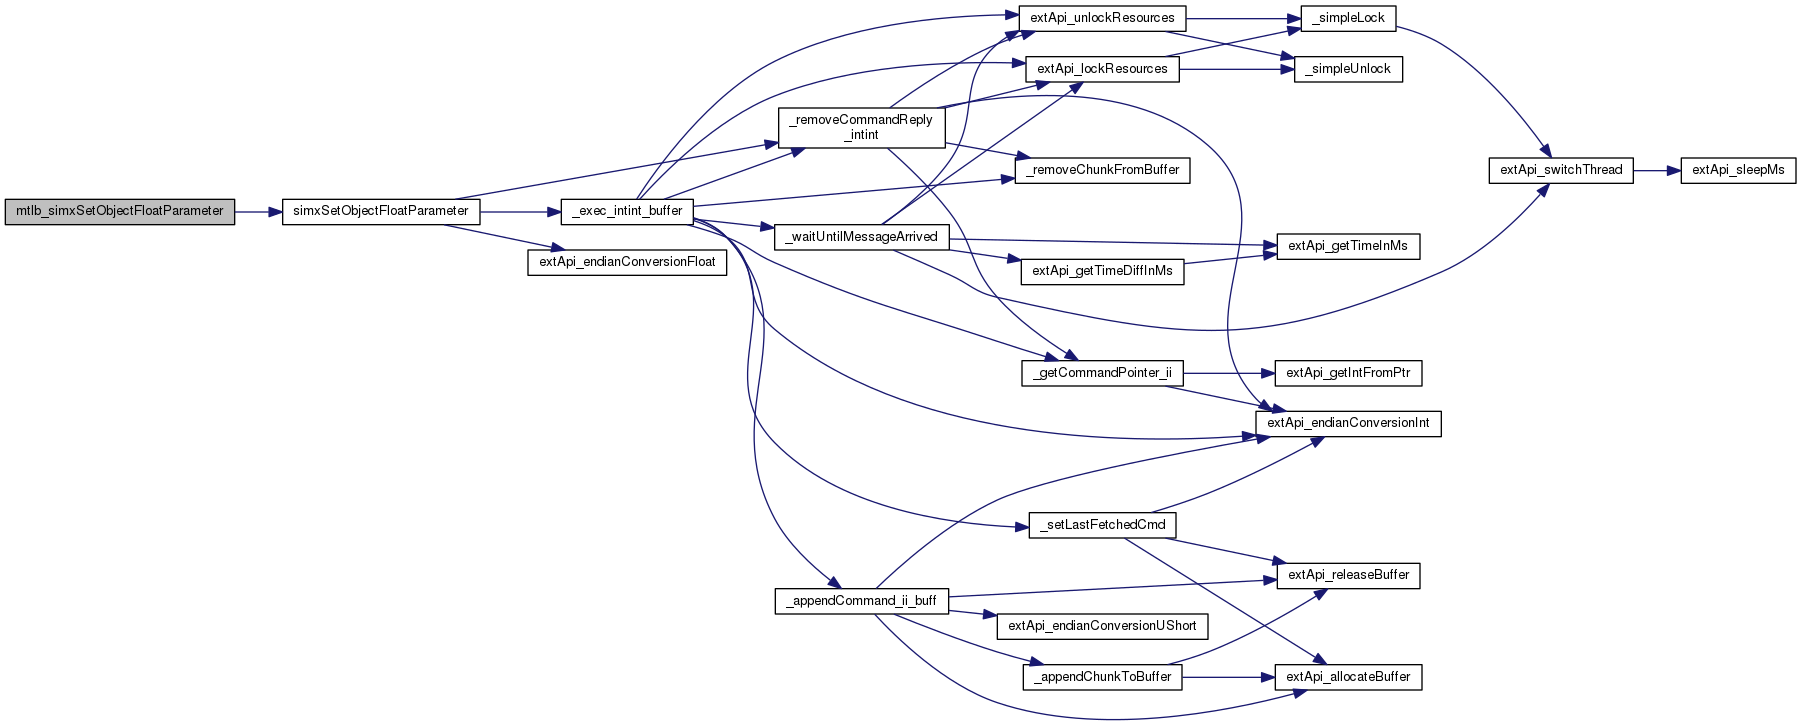 mtlb_simxSetObjectFloatParameter
simxSetObjectFloatParameter
extApi_endianConversionFloat
_exec_intint_buffer
_removeCommandReply
_intint
_waitUntilMessageArrived
_appendCommand_ii_buff
extApi_unlockResources
extApi_lockResources
_removeChunkFromBuffer
extApi_getTimeDiffInMs
_getCommandPointer_ii
_setLastFetchedCmd
extApi_endianConversionUShort
_appendChunkToBuffer
_simpleLock
_simpleUnlock
extApi_getTimeInMs
extApi_getIntFromPtr
extApi_endianConversionInt
extApi_releaseBuffer
extApi_allocateBuffer
extApi_switchThread
extApi_sleepMs